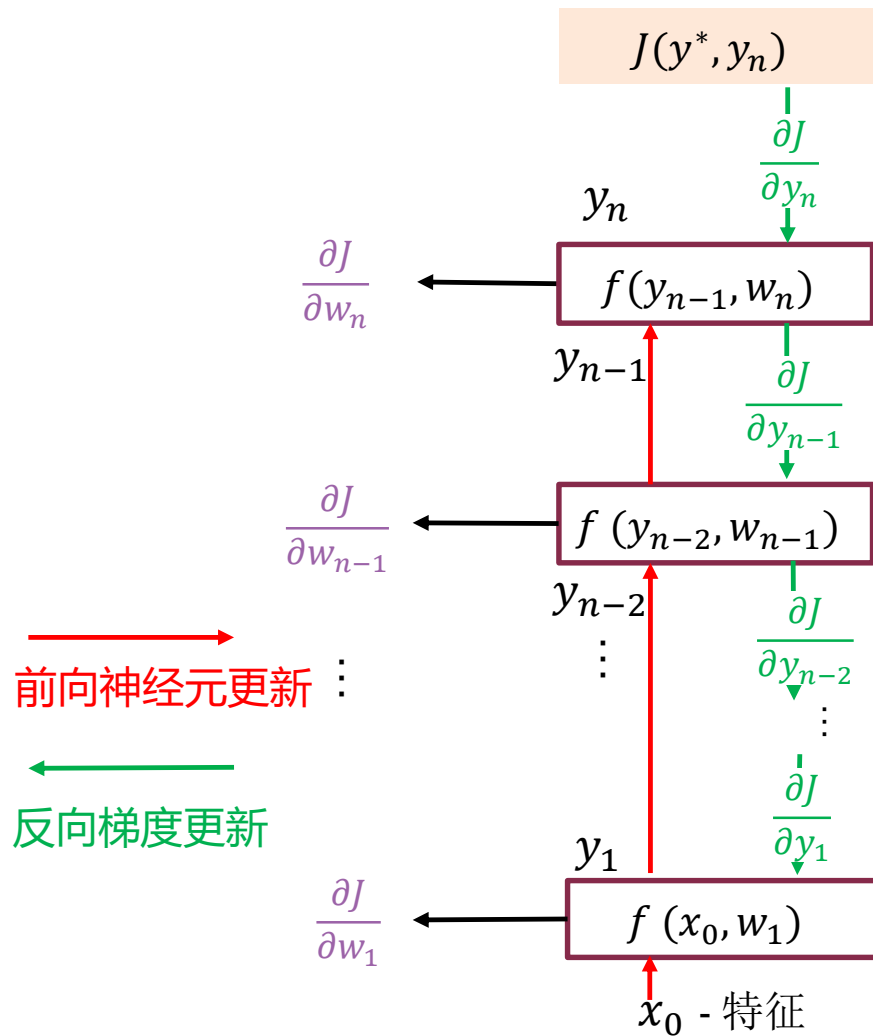 J(y*, yₙ)
∂J/∂yₙ
yₙ
∂J/∂wₙ
f(yₙ₋₁, wₙ)
yₙ₋₁
∂J/∂yₙ₋₁
∂J/∂wₙ₋₁
f (yₙ₋₂, wₙ₋₁)
yₙ₋₂
∂J/∂yₙ₋₂
前向神经元更新
⋮
⋮
⋮
反向梯度更新
∂J/∂y₁
y₁
∂J/∂w₁
f (x₀, w₁)
x₀ - 特征